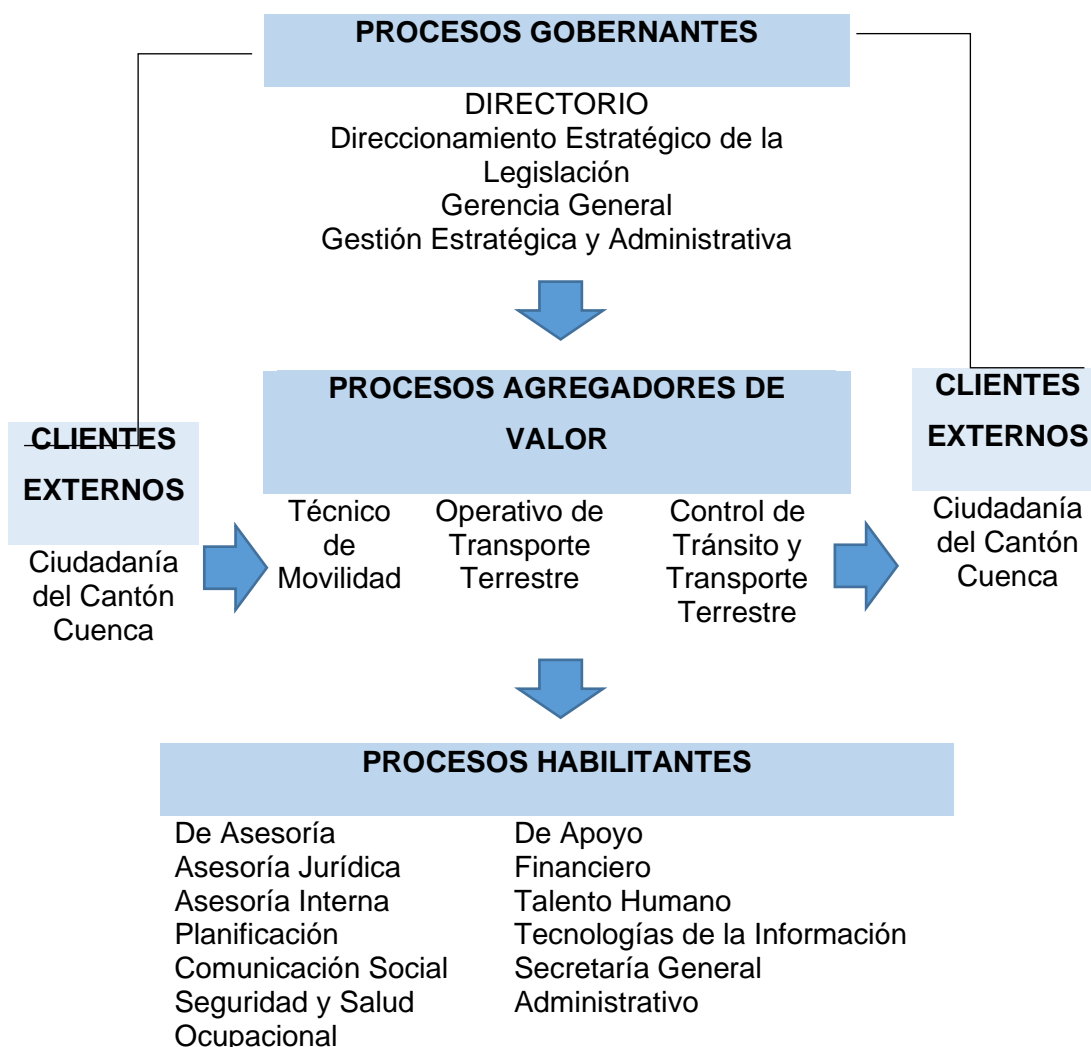 PROCESOS GOBERNANTES
DIRECTORIO
Direccionamiento Estratégico de la
Legislación
Gerencia General
Gestión Estratégica y Administrativa
CLIENTES
EXTERNOS
Ciudadanía
del Cantón
Cuenca
PROCESOS AGREGADORES DE
VALOR
Técnico
de
Movilidad
Operativo de
Transporte
Terrestre
Control de
Tránsito y
Transporte
Terrestre
CLIENTES
EXTERNOS
Ciudadanía
del Cantón
Cuenca
PROCESOS HABILITANTES
De Asesoría
Asesoría Jurídica
Asesoría Interna
Planificación
Comunicación Social
Seguridad y Salud
Ocupacional
De Apoyo
Financiero
Talento Humano
Tecnologías de la Información
Secretaría General
Administrativo